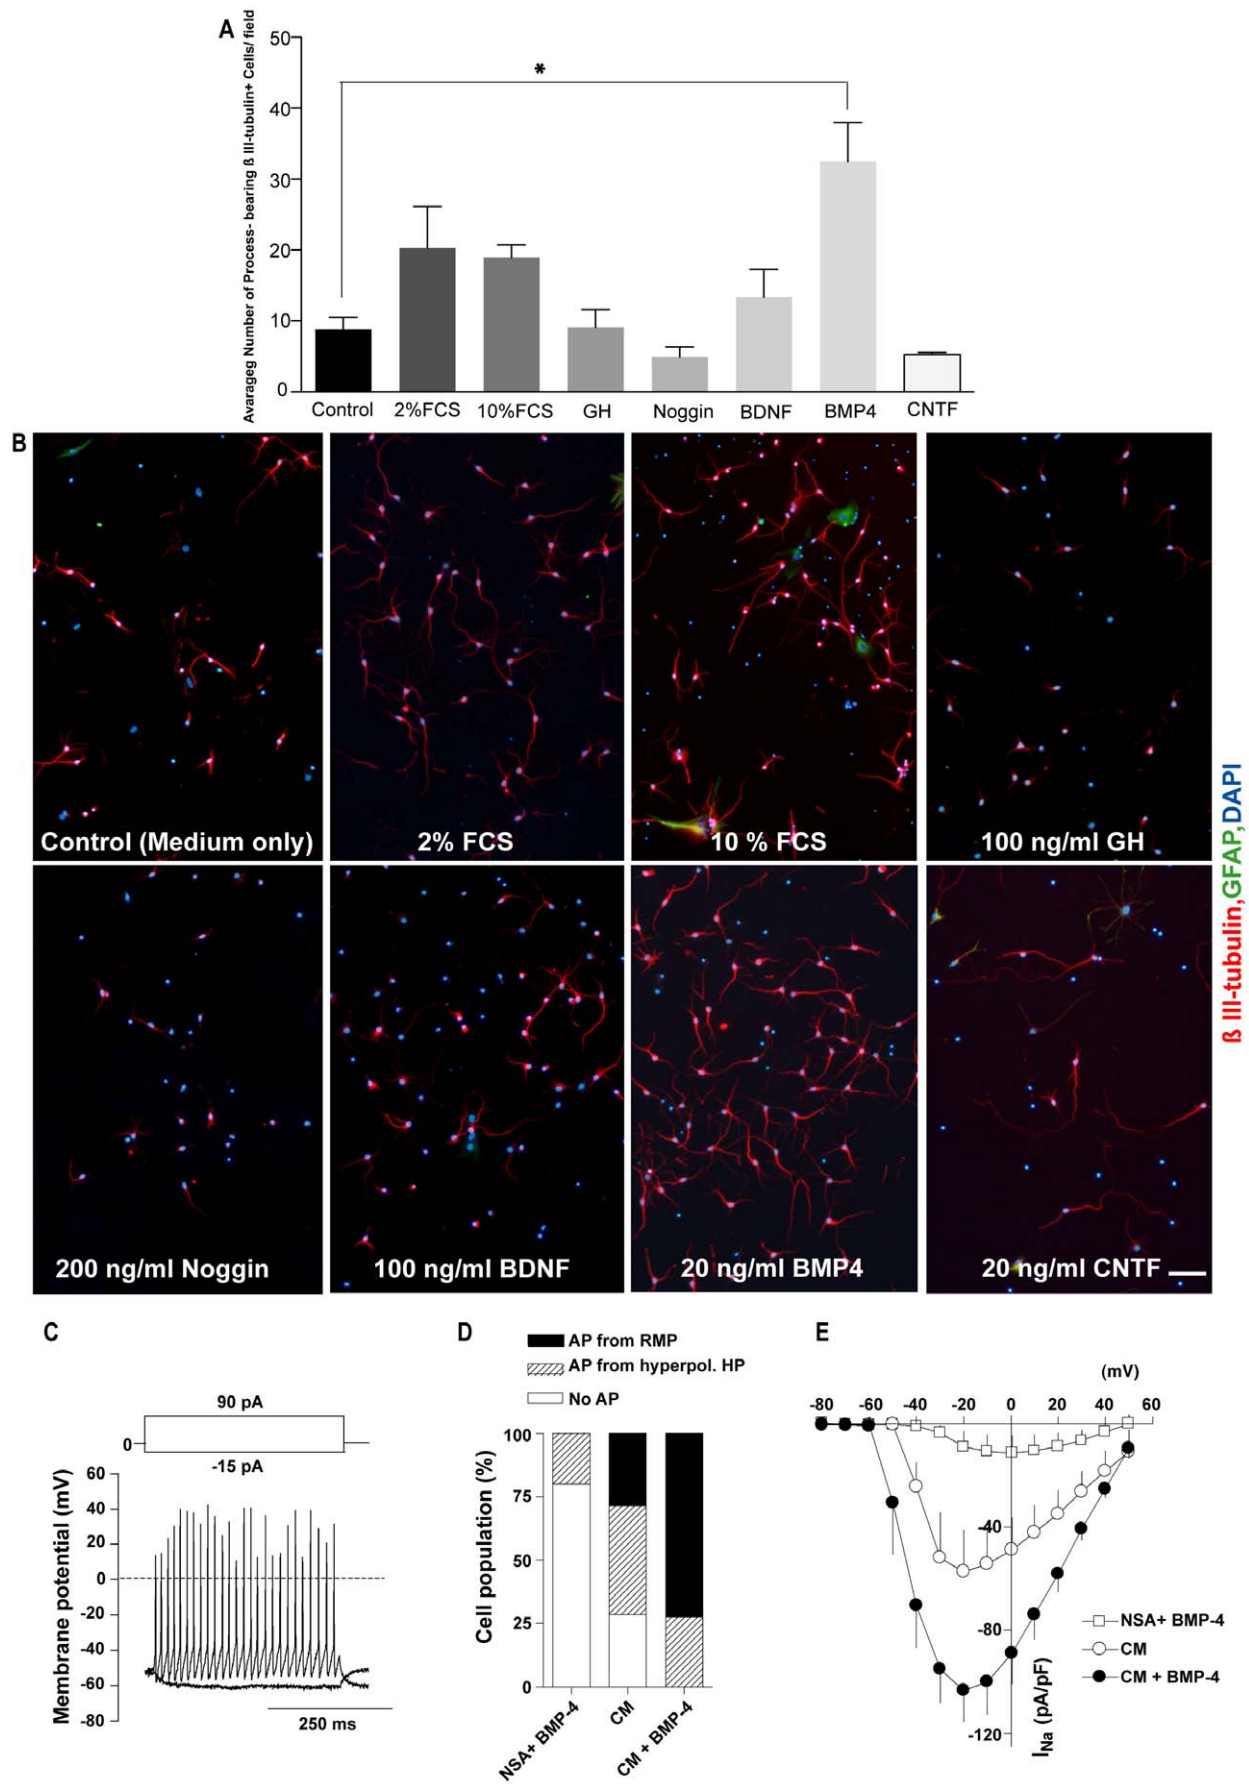 A
Avarageg Number of Process- bearing ß III-tubulin+ Cells/ field
50
40
30
20
10
0
*
Control 2%FCS 10%FCS GH Noggin BDNF BMP4 CNTF
B
Control (Medium only)
2% FCS
10 % FCS
100 ng/ml GH
200 ng/ml Noggin
100 ng/ml BDNF
20 ng/ml BMP4
20 ng/ml CNTF
ß III-tubulin,GFAP,DAPI
C
90 pA
0
-15 pA
Membrane potential (mV)
60
40
20
0
-20
-40
-60
-80
250 ms
D
AP from RMP
AP from hyperpol. HP
No AP
Cell population (%)
100
75
50
25
0
NSA+ BMP-4
CM
CM + BMP-4
E
(mV)
-80 -60 -40 -20 0 20 40 60
-40
-80
-120
INa (pA/pF)
NSA+ BMP-4
CM
CM + BMP-4